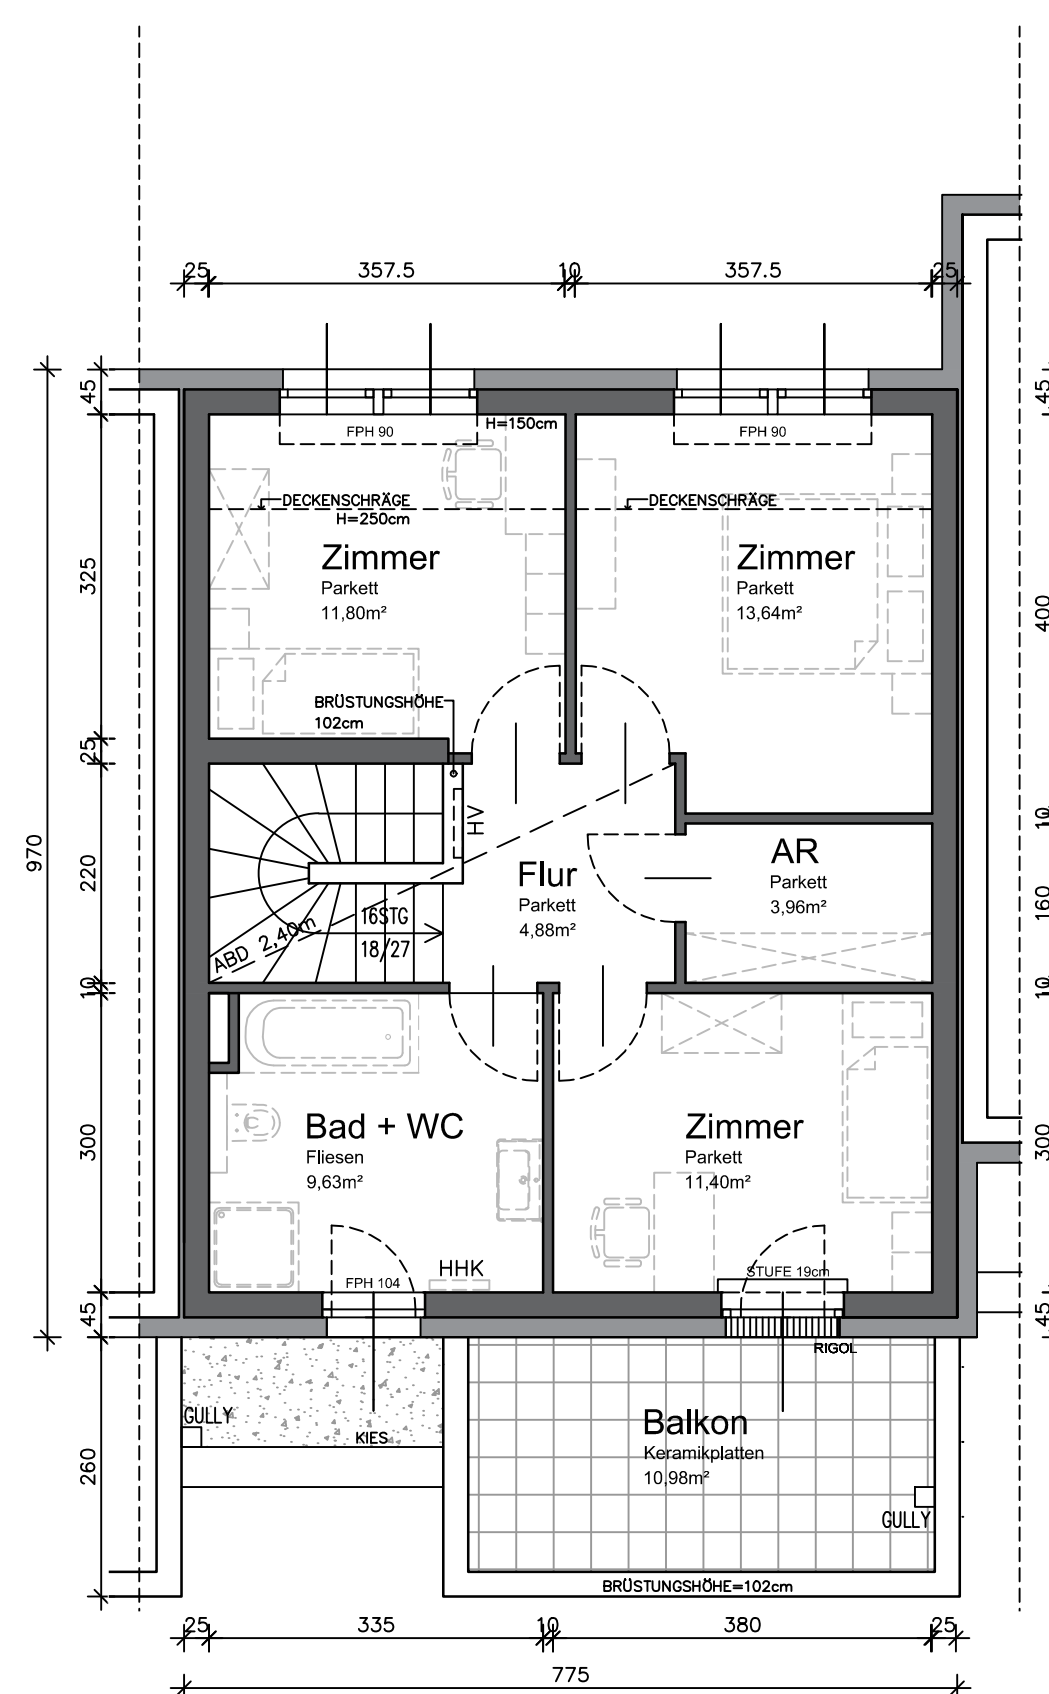 25
357.5
10
357.5
25
45
45
FPH 90
H=150cm
FPH 90
DECKENSCHRÄGE
H=250cm
DECKENSCHRÄGE
Zimmer
Parkett
11,80m²
Zimmer
Parkett
13,64m²
325
400
BRÜSTUNGSHÖHE
102cm
25
HV
10
970
220
Flur
Parkett
4,88m²
AR
Parkett
3,96m²
160
16STG
18/27
ABD 2,40m
10
10
Bad + WC
Fliesen
9,63m²
Zimmer
Parkett
11,40m²
300
300
HHK
FPH 104
STUFE 19cm
45
45
RIGOL
GULLY
KIES
Balkon
Keramikplatten
10,98m²
260
GULLY
BRÜSTUNGSHÖHE=102cm
25
335
10
380
25
775